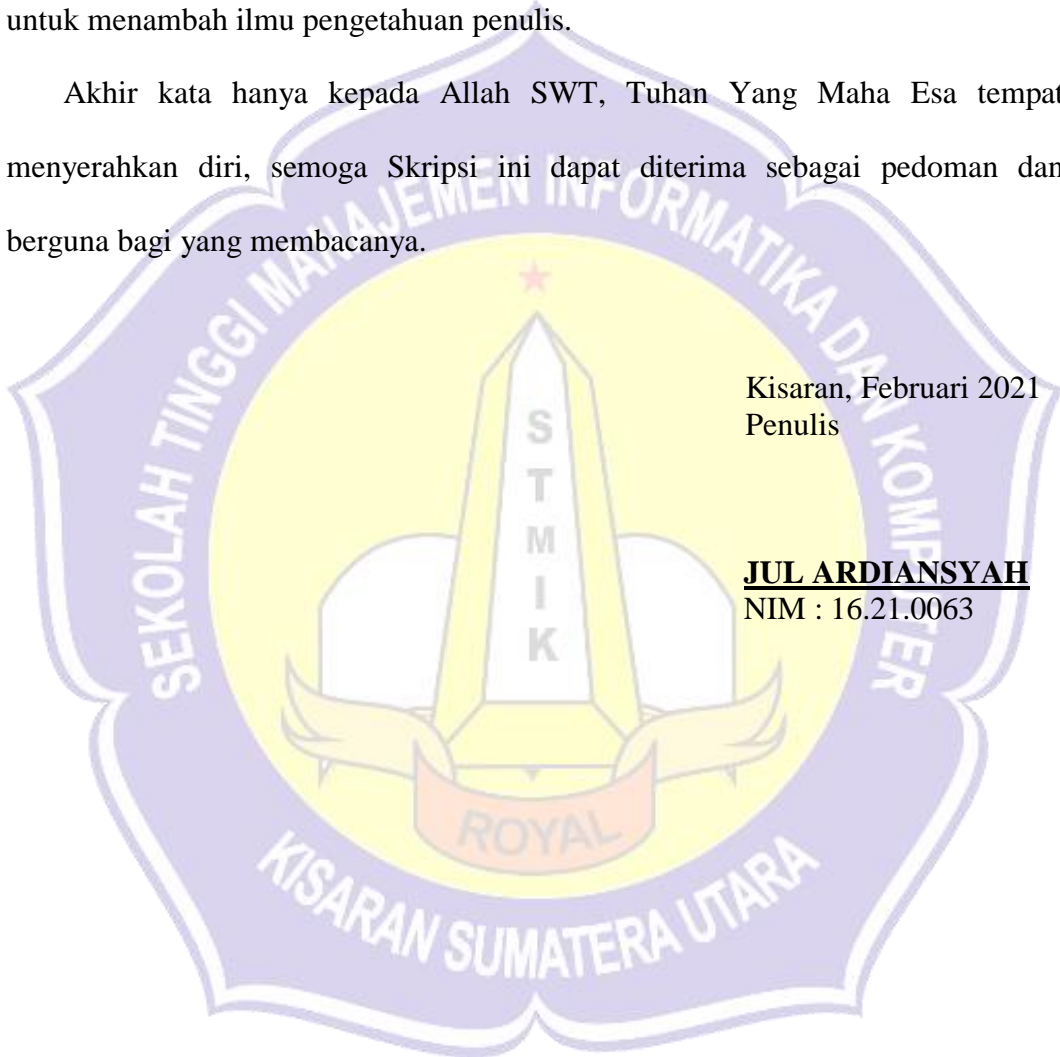 untuk menambah ilmu pengetahuan penulis.
Akhir kata hanya kepada Allah SWT, Tuhan Yang Maha Esa tempat
menyerahkan diri, semoga Skripsi ini dapat diterima sebagai pedoman dan
berguna bagi yang membacanya.
Kisaran, Februari 2021
Penulis
JUL ARDIANSYAH
NIM : 16.21.0063
SEKOLAH TINGGI MANAJEMEN INFORMATIKA DAN KOMPUTER
STMIK
ROYAL
KISARAN SUMATERA UTARA